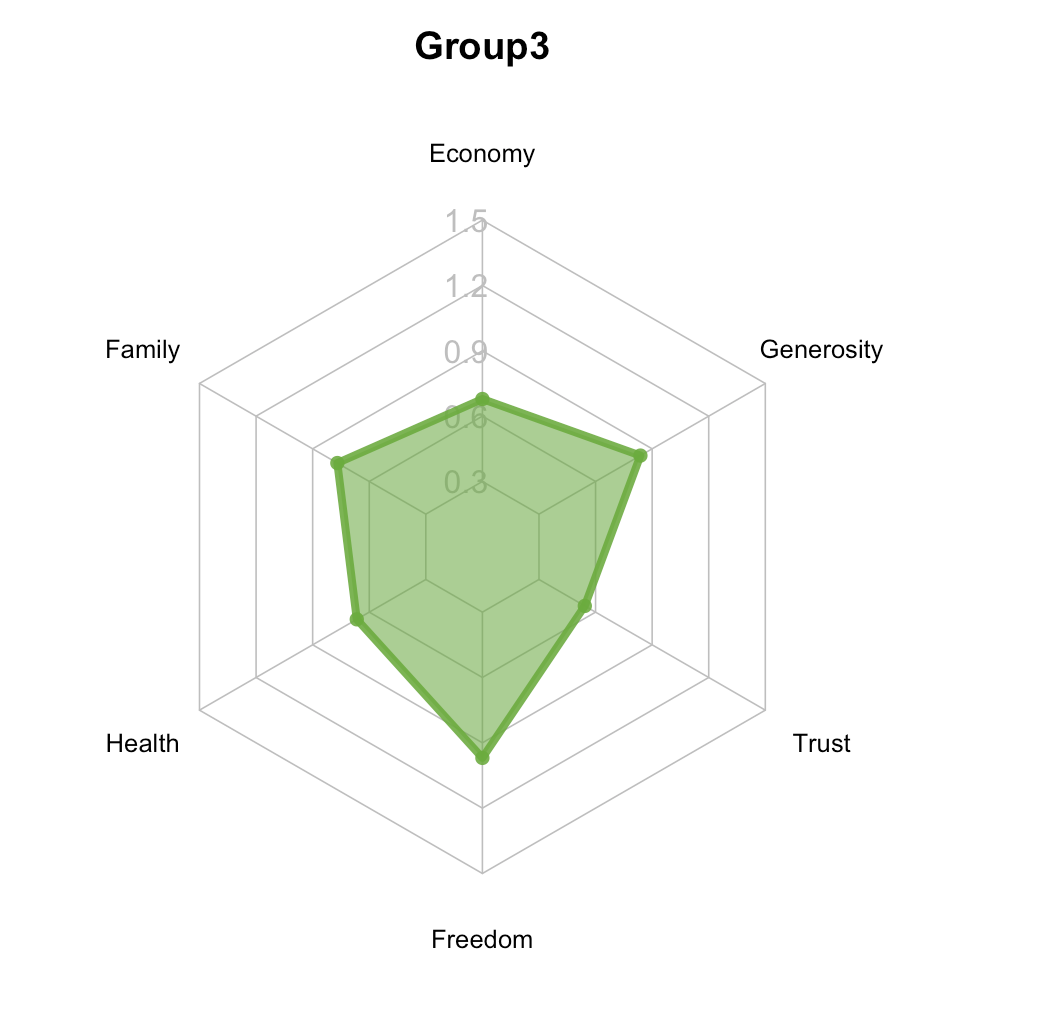 Group3
Economy
1.5
1.2
0.9
0.6
0.3
Family
Generosity
Health
Trust
Freedom